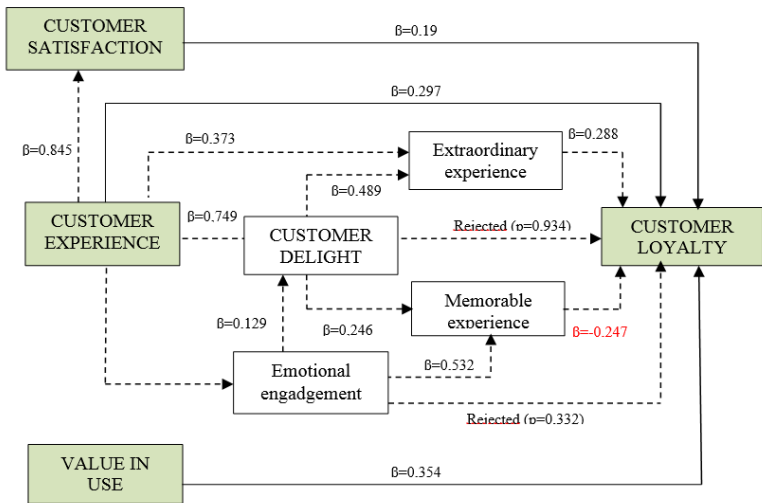 CUSTOMER
SATISFACTION
ß=0.19
ß=0.297
ß=0.845
ß=0.373
ß=0.288
Extraordinary
experience
ß=0.489
CUSTOMER
EXPERIENCE
ß=0.749
CUSTOMER
DELIGHT
Rejected (p=0.934)
CUSTOMER
LOYALTY
Memorable
experience
ß=0.129
ß=0.246
ß=-0.247
Emotional
engadgement
ß=0.532
Rejected (p=0.332)
VALUE IN
USE
ß=0.354